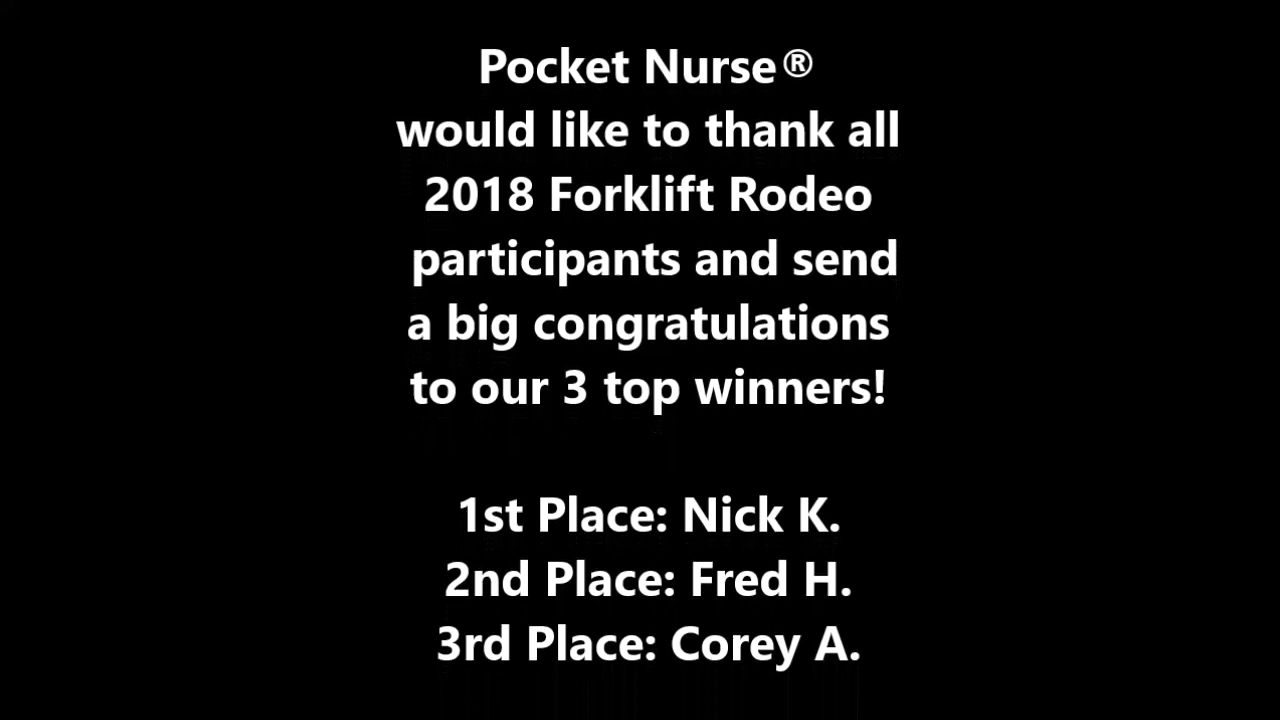 Pocket Nurse®
would like to thank all
2018 Forklift Rodeo
participants and send
a big congratulations
to our 3 top winners!
1st Place: Nick K.
2nd Place: Fred H.
3rd Place: Corey A.